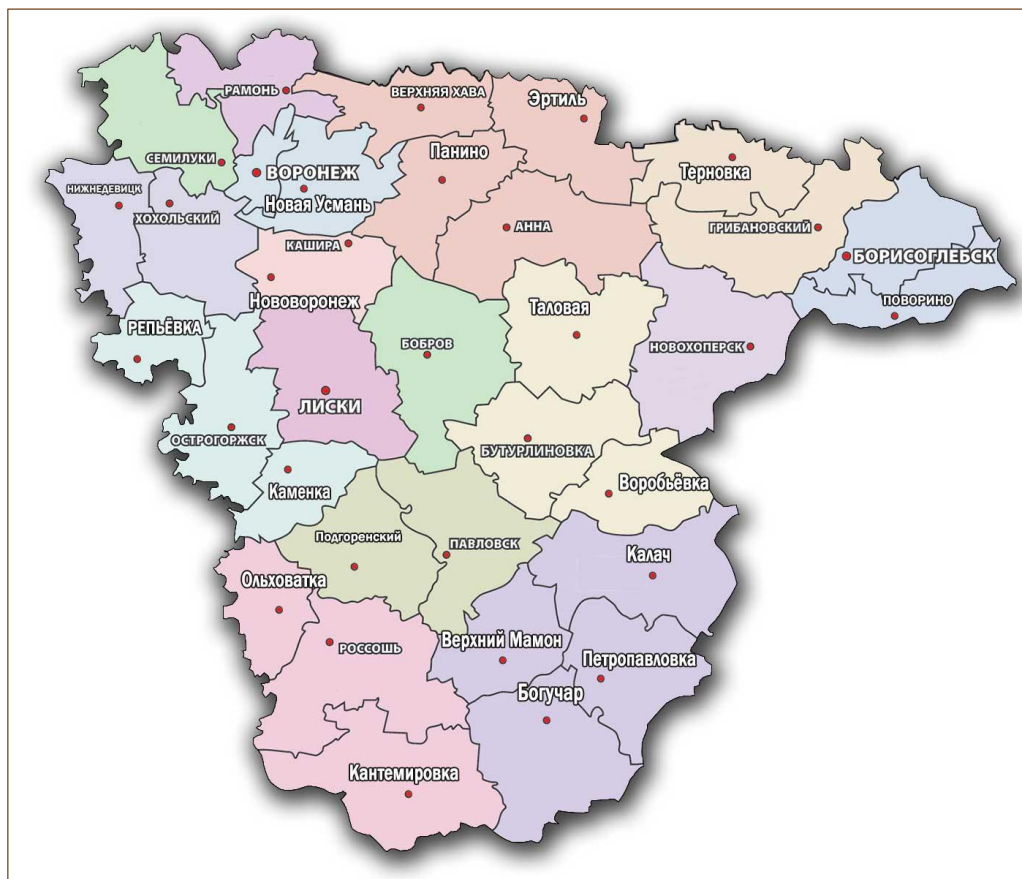 РАМОНЬ
ВЕРХНЯЯ ХАВА
Эртиль
СЕМИЛУКИ
ВОРОНЕЖ
Панино
Терновка
НИЖНЕДЕВИЦК
ХОХОЛЬСКИЙ
Новая Усмань
АННА
ГРИБАНОВСКИЙ
КАШИРА
БОРИСОГЛЕБСК
Нововоронеж
Таловая
ПОВОРИНО
РЕПЬЁВКА
БОБРОВ
НОВОХОПЕРСК
ЛИСКИ
ОСТРОГОРЖСК
БУТУРЛИНОВКА
Каменка
Воробьёвка
Подгоренский
ПАВЛОВСК
Калач
Ольховатка
РОССОШЬ
Верхний Мамон
Петропавловка
Богучар
Кантемировка